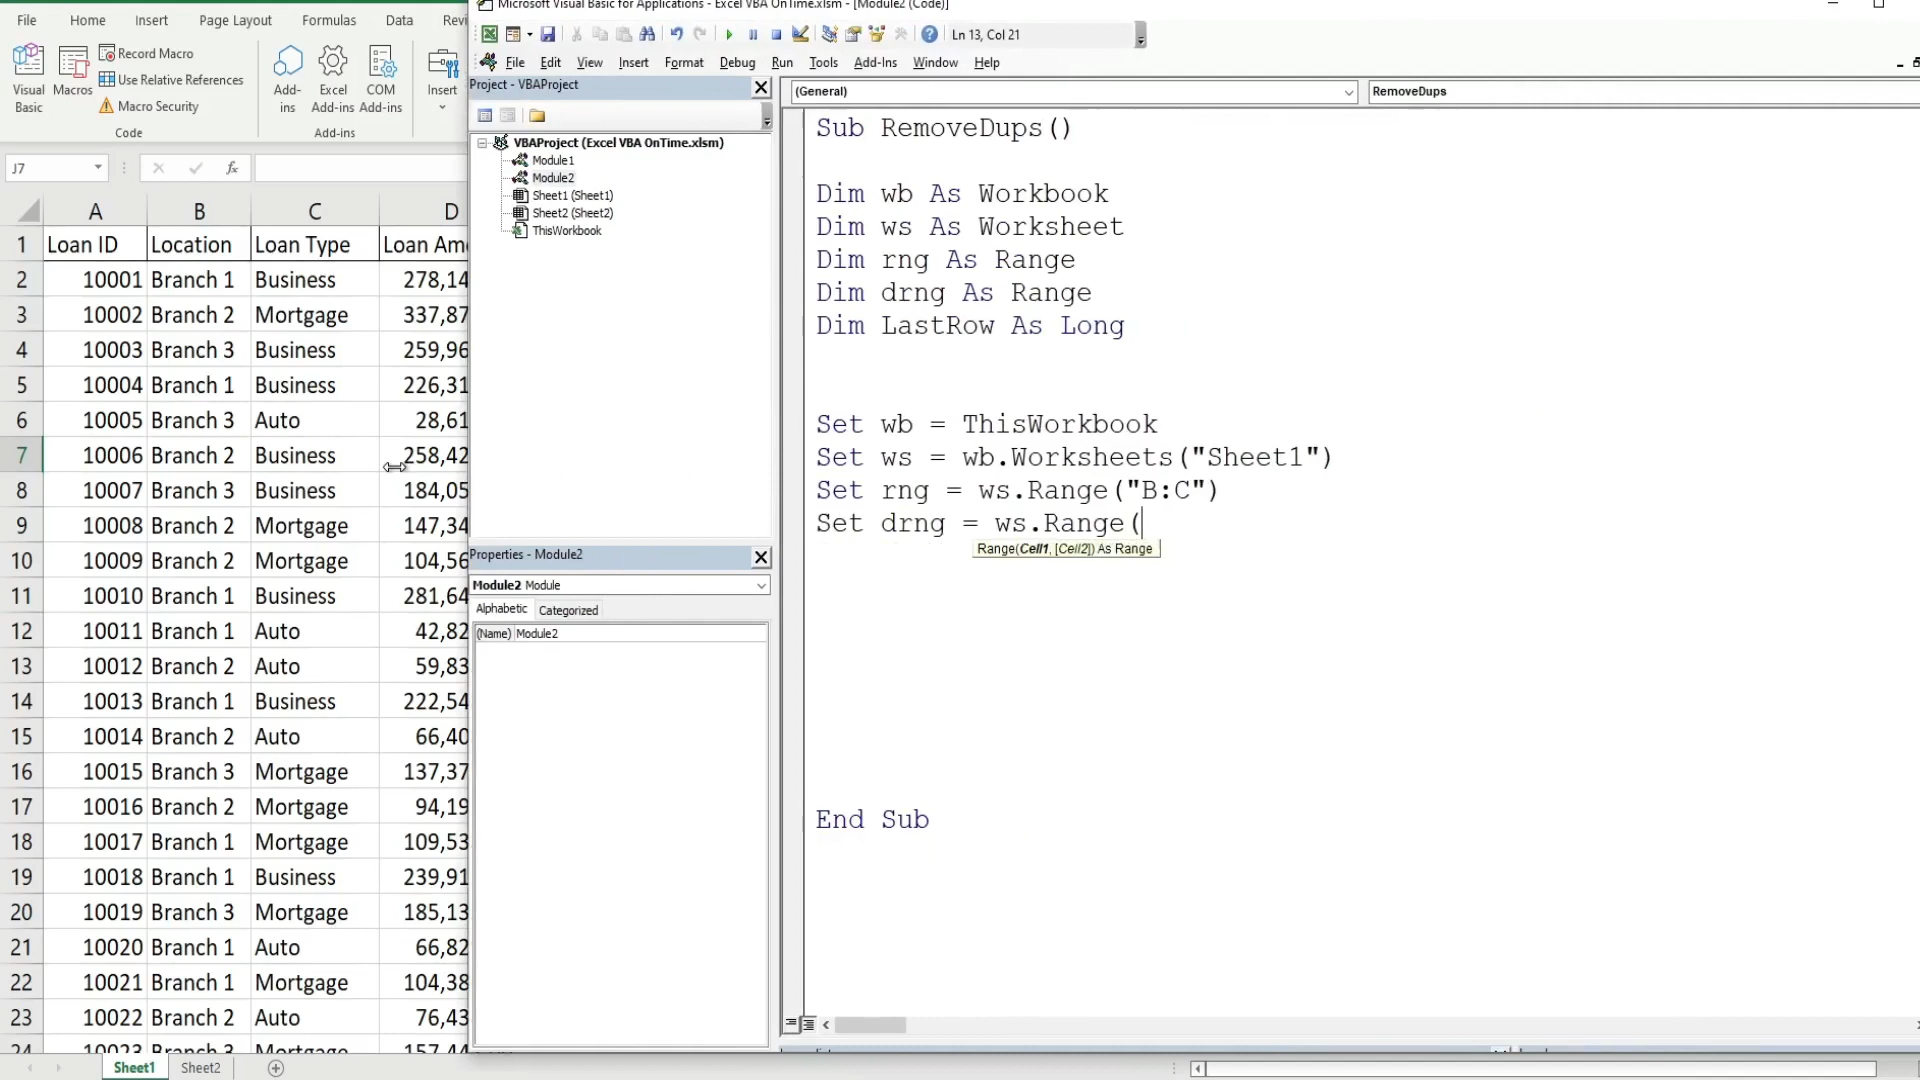 File Home Insert Page Layout Formulas Data
Visual Basic
Macros
Record Macro
Use Relative References
Macro Security
Code
Add-ins
Excel Add-ins
COM Add-ins
Add-ins
Insert
J7
A B C D
1 Loan ID Location Loan Type Loan Am
2 10001 Branch 1 Business 278,14
3 10002 Branch 2 Mortgage 337,87
4 10003 Branch 3 Business 259,96
5 10004 Branch 1 Business 226,31
6 10005 Branch 3 Auto 28,61
7 10006 Branch 2 Business 258,42
8 10007 Branch 3 Business 184,05
9 10008 Branch 2 Mortgage 147,34
10 10009 Branch 2 Mortgage 104,56
11 10010 Branch 1 Business 281,64
12 10011 Branch 1 Auto 42,82
13 10012 Branch 2 Auto 59,83
14 10013 Branch 1 Business 222,54
15 10014 Branch 2 Auto 66,40
16 10015 Branch 3 Mortgage 137,37
17 10016 Branch 2 Mortgage 94,19
18 10017 Branch 1 Mortgage 109,53
19 10018 Branch 1 Business 239,91
20 10019 Branch 3 Mortgage 185,13
21 10020 Branch 1 Auto 66,82
22 10021 Branch 1 Mortgage 104,38
23 10022 Branch 2 Auto 76,43
24 10023 Branch 3 Mortgage 157,44
Sheet1 Sheet2
Microsoft Visual Basic for Applications - Excel VBA OnTime.xlsm - [Module2 (Code)]
Ln 13, Col 21
File Edit View Insert Format Debug Run Tools Add-Ins Window Help
Project - VBAProject
VBAProject (Excel VBA OnTime.xlsm)
Module1
Module2
Sheet1 (Sheet1)
Sheet2 (Sheet2)
ThisWorkbook
Properties - Module2
Module2 Module
Alphabetic Categorized
(Name) Module2
(General) RemoveDups
Sub RemoveDups()
Dim wb As Workbook
Dim ws As Worksheet
Dim rng As Range
Dim drng As Range
Dim LastRow As Long
Set wb = ThisWorkbook
Set ws = wb.Worksheets("Sheet1")
Set rng = ws.Range("B:C")
Set drng = ws.Range(
Range(Cell1, [Cell2]) As Range
End Sub